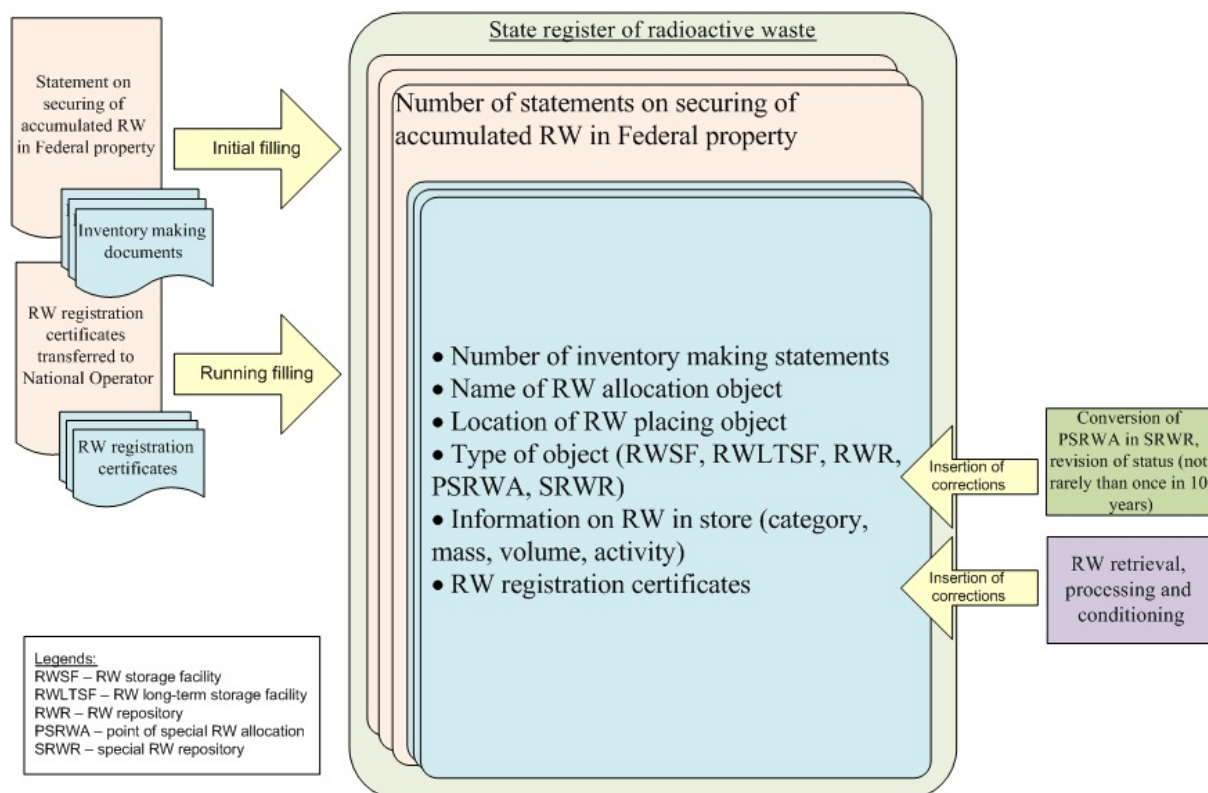 State register of radioactive waste
Statement on
securing of
accumulated RW
in Federal property
Inventory making
documents
Initial filling
RW registration
certificates
transferred to
National Operator
RW registration
certificates
Running filling
Number of statements on securing of
accumulated RW in Federal property
• Number of inventory making statements
• Name of RW allocation object
• Location of RW placing object
• Type of object (RWSF, RWLTSF, RWR,
PSRWA, SRWR)
• Information on RW in store (category,
mass, volume, activity)
• RW registration certificates
Insertion of
corrections
Conversion of
PSRWA in SRWR,
revision of status (not
rarely than once in 10
years)
Insertion of
corrections
RW retrieval,
processing and
conditioning
Legends:
RWSF – RW storage facility
RWLTSF – RW long-term storage facility
RWR – RW repository
PSRWA – point of special RW allocation
SRWR – special RW repository